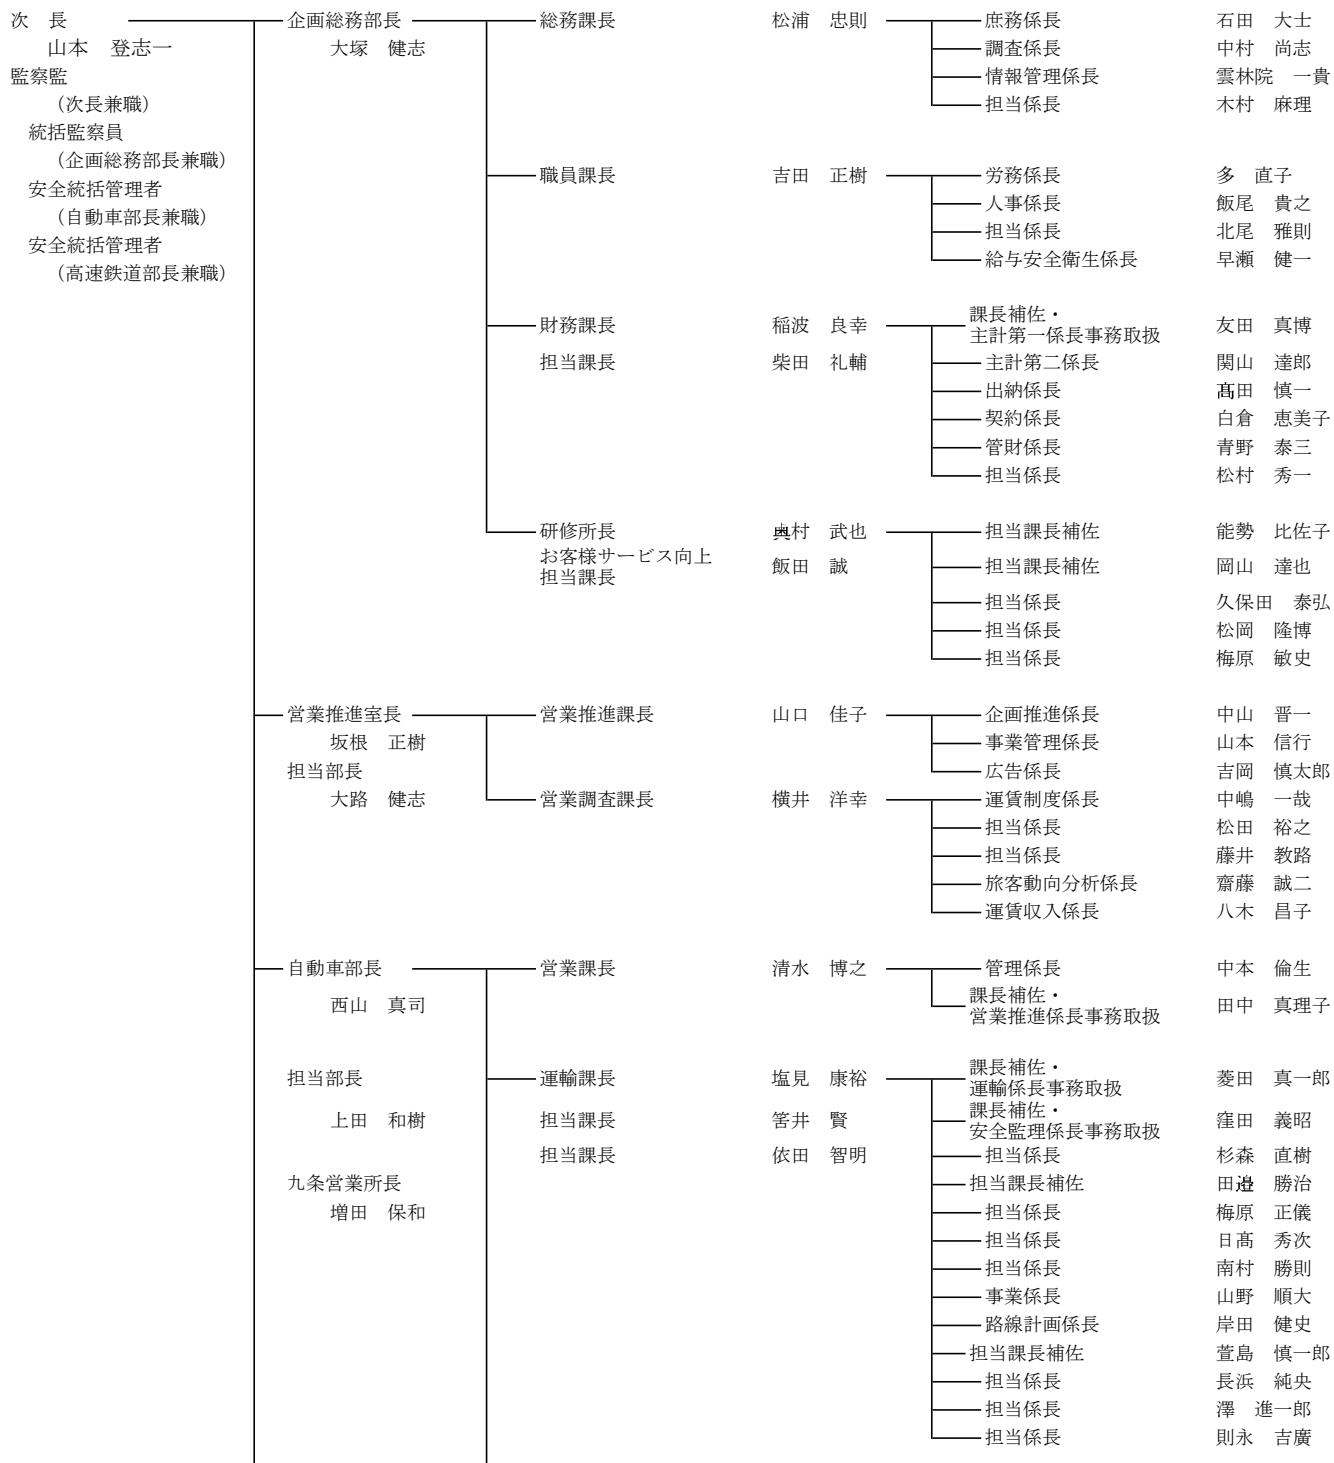 次　長　企画総務部長　総務課長　松浦　忠則　庶務係長　石田　大士
山本　登志一　大塚　健志　調査係長　中村　尚志
監察監　情報管理係長　雲林院　一貴
（次長兼職）　担当係長　木村　麻理
統括監察員
（企画総務部長兼職）
安全統括管理者　職員課長　吉田　正樹　労務係長　多　直子
（自動車部長兼職）　人事係長　飯尾　貴之
安全統括管理者　担当係長　北尾　雅則
（高速鉄道部長兼職）　給与安全衛生係長　早瀬　健一
財務課長　稲波　良幸　課長補佐・
主計第一係長事務取扱　友田　真博
担当課長　柴田　礼輔　主計第二係長　関山　達郎
出納係長　髙田　慎一
契約係長　白倉　恵美子
管財係長　青野　泰三
担当係長　松村　秀一
研修所長　奥村　武也　担当課長補佐　能勢　比佐子
お客様サービス向上
担当課長　飯田　誠　担当課長補佐　岡山　達也
担当係長　久保田　泰弘
担当係長　松岡　隆博
担当係長　梅原　敏史
営業推進室長　営業推進課長　山口　佳子　企画推進係長　中山　晋一
坂根　正樹　事業管理係長　山本　信行
担当部長　広告係長　吉岡　慎太郎
大路　健志　営業調査課長　横井　洋幸　運賃制度係長　中嶋　一哉
担当係長　松田　裕之
担当係長　藤井　教路
旅客動向分析係長　齋藤　誠二
運賃収入係長　八木　昌子
自動車部長　営業課長　清水　博之　管理係長　中本　倫生
西山　真司　課長補佐・
営業推進係長事務取扱　田中　真理子
担当部長　運輸課長　塩見　康裕　課長補佐・
運輸係長事務取扱　菱田　真一郎
上田　和樹　担当課長　筈井　賢　課長補佐・
安全監理係長事務取扱　窪田　義昭
担当課長　依田　智明　担当係長　杉森　直樹
九条営業所長　担当課長補佐　田邉　勝治
増田　保和　担当係長　梅原　正儀
担当係長　日髙　秀次
担当係長　南村　勝則
事業係長　山野　順大
路線計画係長　岸田　健史
担当課長補佐　萱島　慎一郎
担当係長　長浜　純央
担当係長　澤　進一郎
担当係長　則永　吉廣